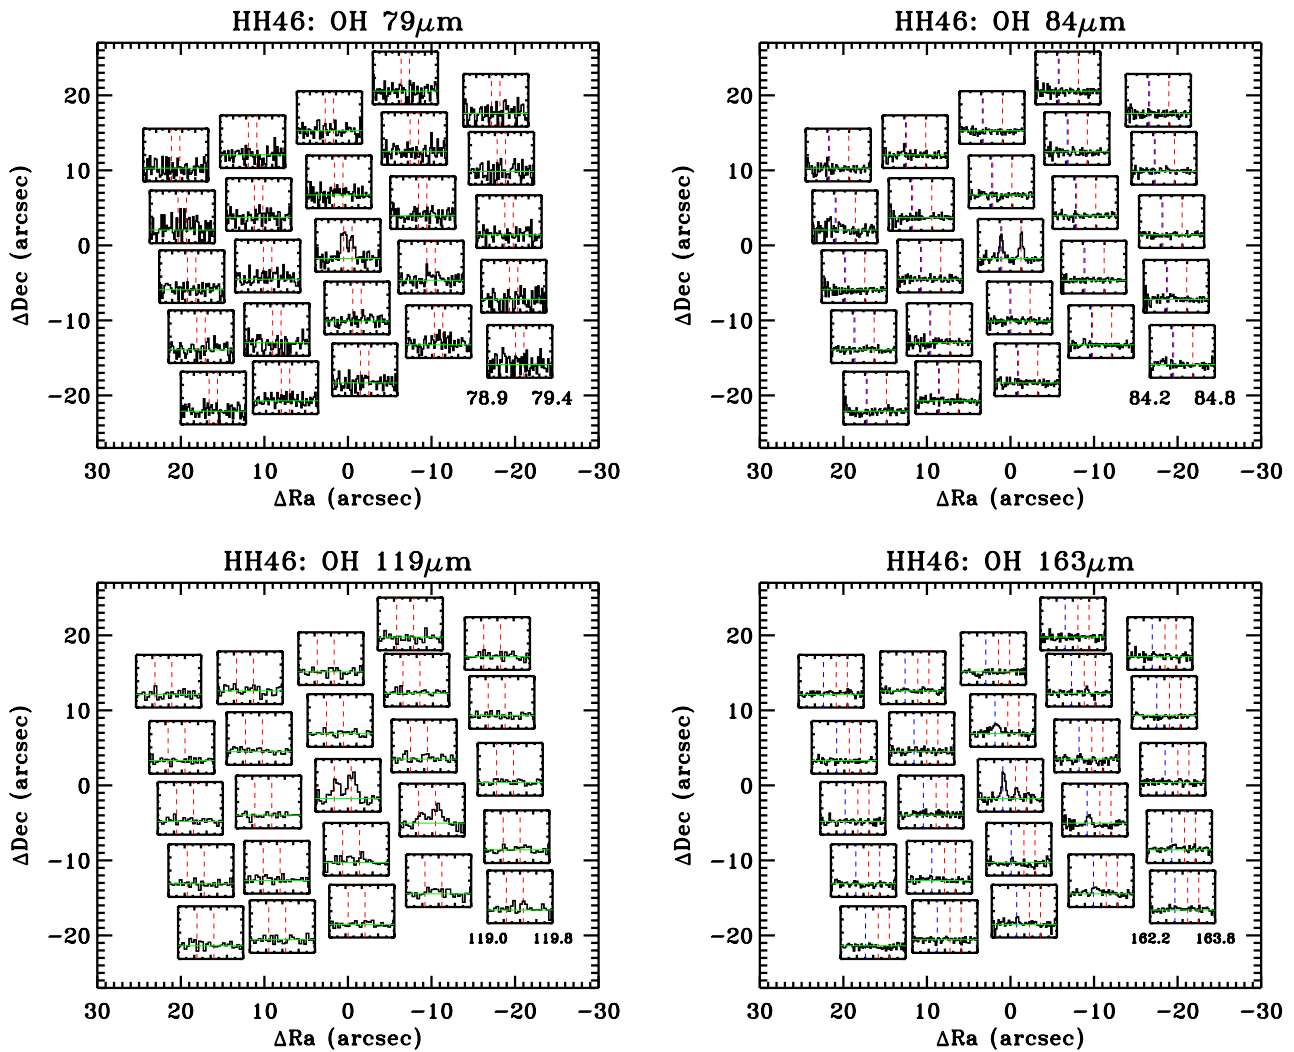 HH46: OH 79μm
HH46: OH 84μm
20
10
0
−10
−20
ΔDec (arcsec)
78.9 79.4
30 20 10 0 −10 −20 −30
ΔRa (arcsec)
20
10
0
−10
−20
ΔDec (arcsec)
84.2 84.8
30 20 10 0 −10 −20 −30
ΔRa (arcsec)
HH46: OH 119μm
HH46: OH 163μm
20
10
0
−10
−20
ΔDec (arcsec)
119.0 119.8
30 20 10 0 −10 −20 −30
ΔRa (arcsec)
20
10
0
−10
−20
ΔDec (arcsec)
162.2 163.8
30 20 10 0 −10 −20 −30
ΔRa (arcsec)